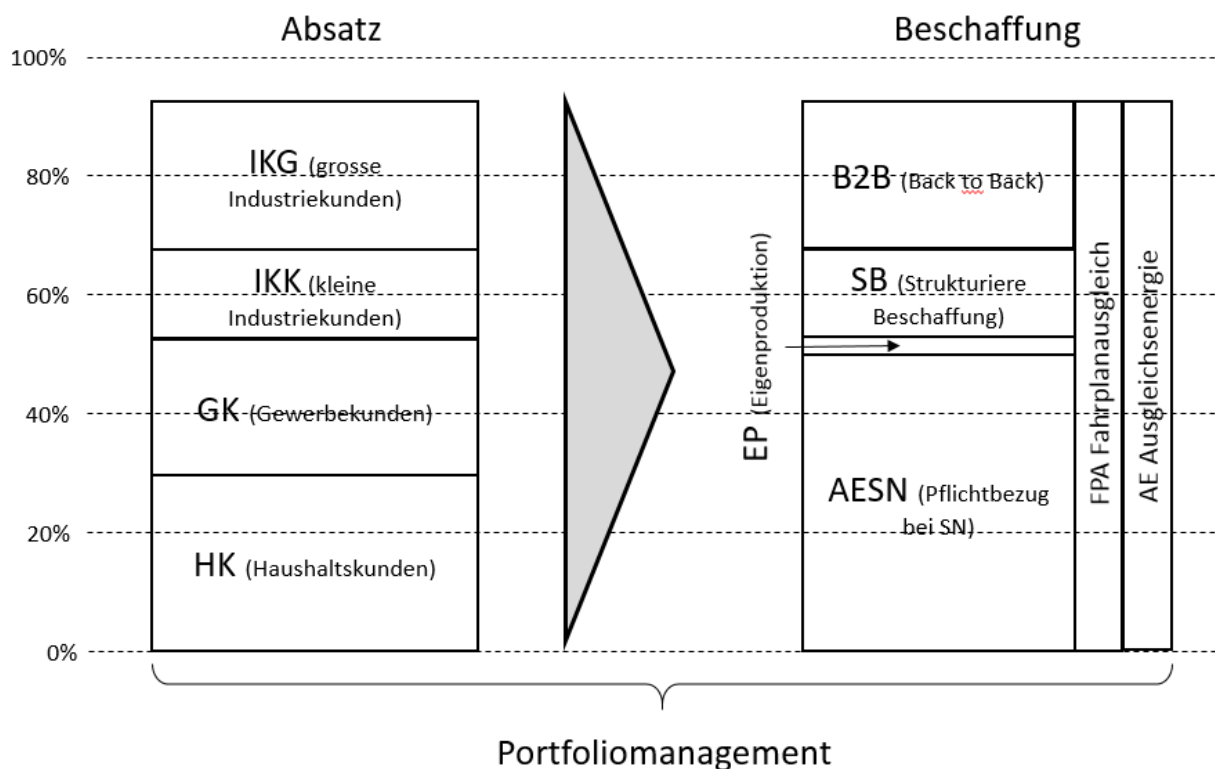 Absatz
Beschaffung
100%
80%
60%
40%
20%
0%
IKG (grosse
Industriekunden)
IKK (kleine
Industriekunden)
GK (Gewerbekunden)
HK (Haushaltskunden)
EP (Eigenproduktion)
B2B (Back to Back)
SB (Strukturiere
Beschaffung)
AESN (Pflichtbezug
bei SN)
FPA Fahrplanausgleich
AE Ausgleichsenergie
Portfoliomanagement